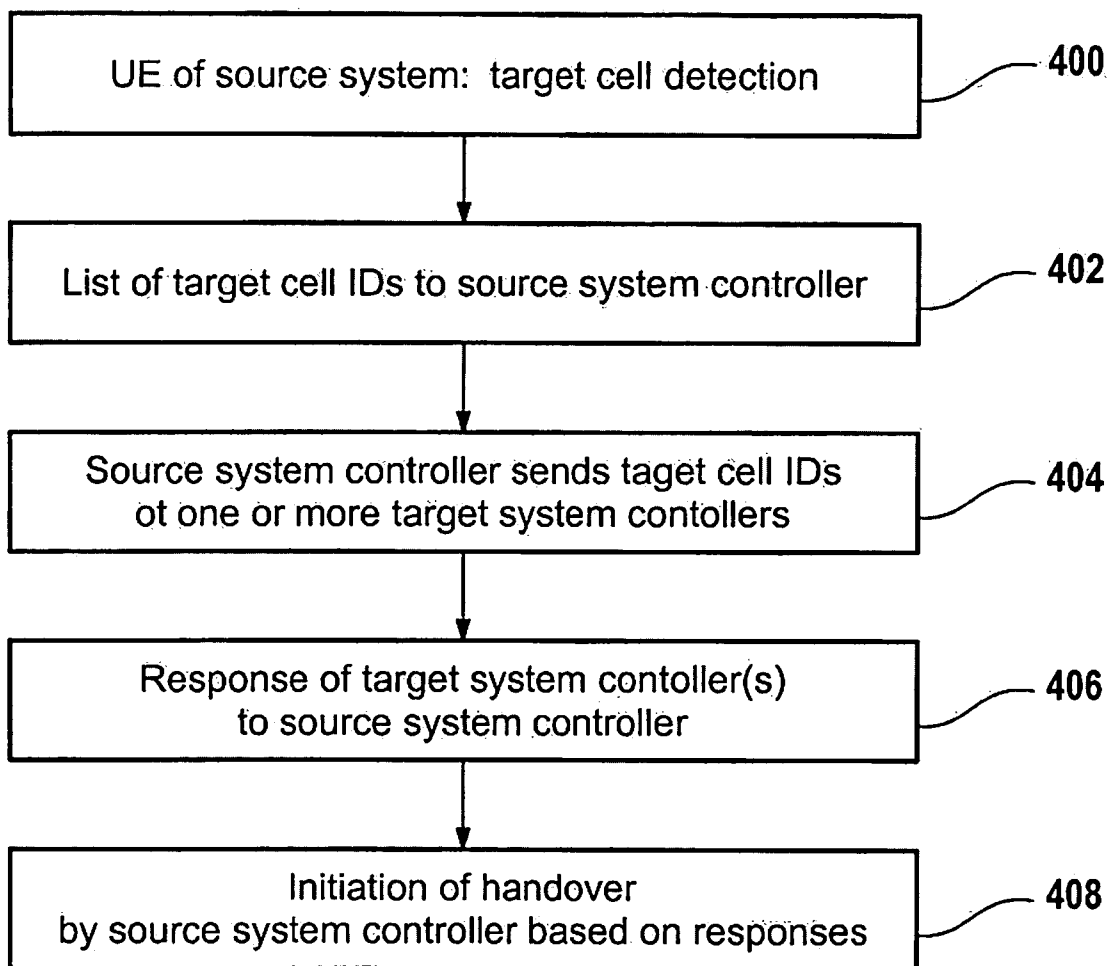 UE of source system: target cell detection
400
List of target cell IDs to source system controller
402
Source system controller sends taget cell IDs
ot one or more target system contollers
404
Response of target system contoller(s)
to source system controller
406
Initiation of handover
by source system controller based on responses
408